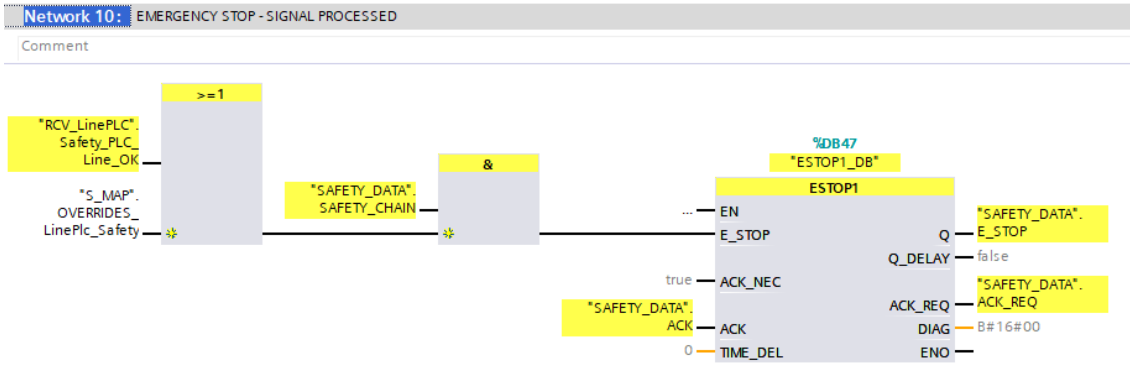 Network 10: EMERGENCY STOP - SIGNAL PROCESSED
Comment
>=1
"RCV_LinePLC".
Safety_PLC_
Line_OK
"S_MAP".
OVERRIDES_
LinePlc_Safety
&
"SAFETY_DATA".
SAFETY_CHAIN
%DB47
"ESTOP1_DB"
ESTOP1
... EN
E_STOP
Q
"SAFETY_DATA".
E_STOP
Q_DELAY false
true ACK_NEC
"SAFETY_DATA".
ACK_REQ
ACK_REQ
"SAFETY_DATA".
ACK
ACK
DIAG B#16#00
0 TIME_DEL
ENO